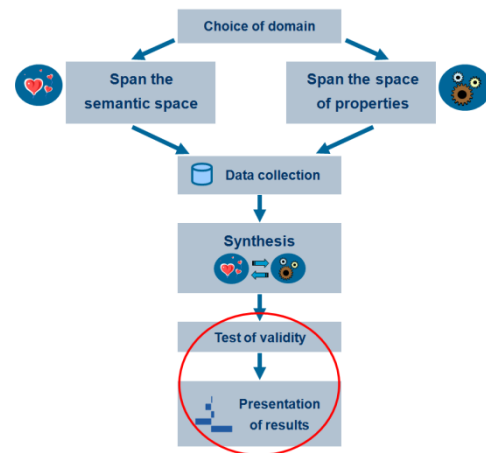 Choice of domain
Span the
semantic space
Span the space
of properties
Data collection
Synthesis
Test of validity
Presentation
of results